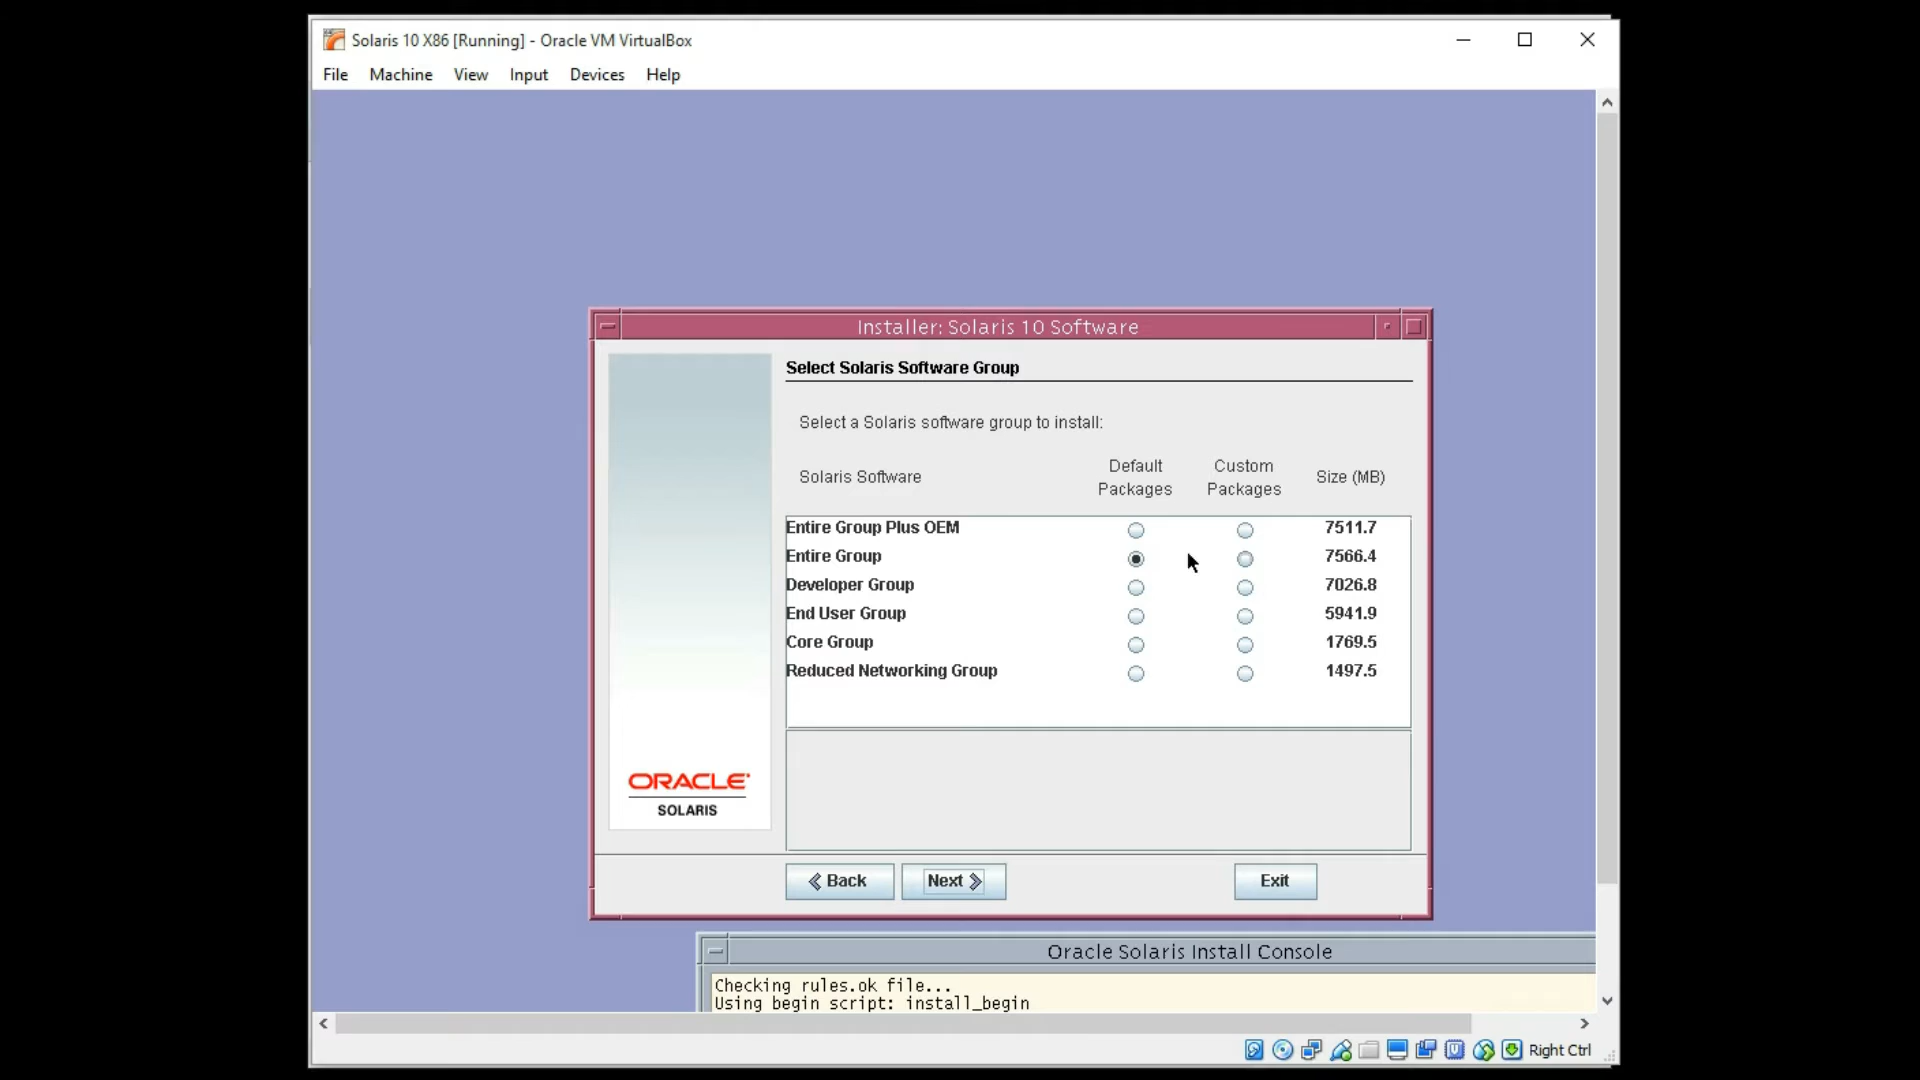 Solaris 10 X86 [Running] - Oracle VM VirtualBox
File Machine View Input Devices Help
Installer: Solaris 10 Software
Select Solaris Software Group
Select a Solaris software group to install:
Solaris Software Default Packages Custom Packages Size (MB)
Entire Group Plus OEM 7511.7
Entire Group 7566.4
Developer Group 7026.8
End User Group 5941.9
Core Group 1769.5
Reduced Networking Group 1497.5
ORACLE
SOLARIS
Back Next Exit
Oracle Solaris Install Console
Checking rules.ok file...
Using begin script: install_begin
Right Ctrl